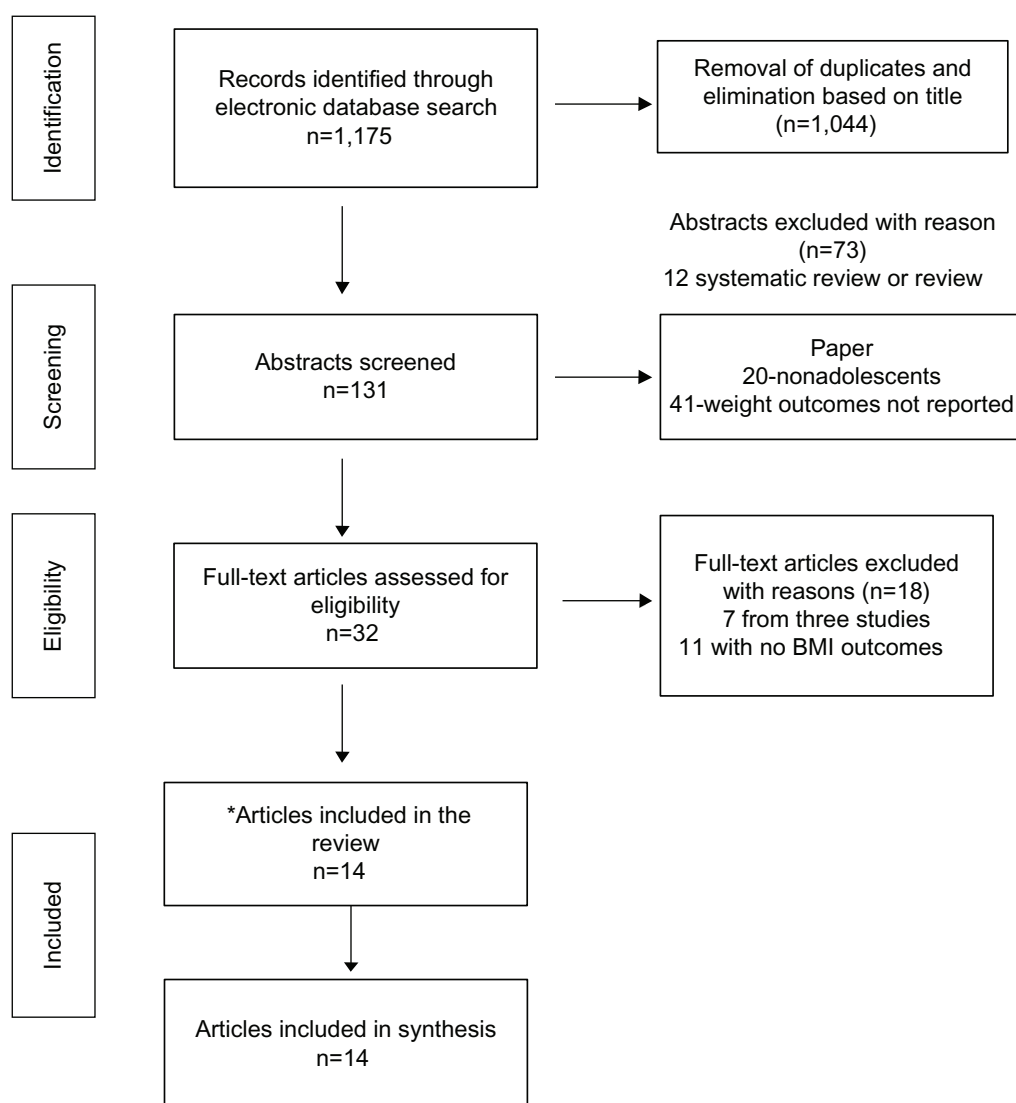 Identification
Records identified through
electronic database search
n=1,175
Removal of duplicates and
elimination based on title
(n=1,044)
Abstracts excluded with reason
(n=73)
12 systematic review or review
Screening
Abstracts screened
n=131
Paper
20-nonadolescents
41-weight outcomes not reported
Eligibility
Full-text articles assessed for
eligibility
n=32
Full-text articles excluded
with reasons (n=18)
7 from three studies
11 with no BMI outcomes
Included
*Articles included in the
review
n=14
Articles included in synthesis
n=14